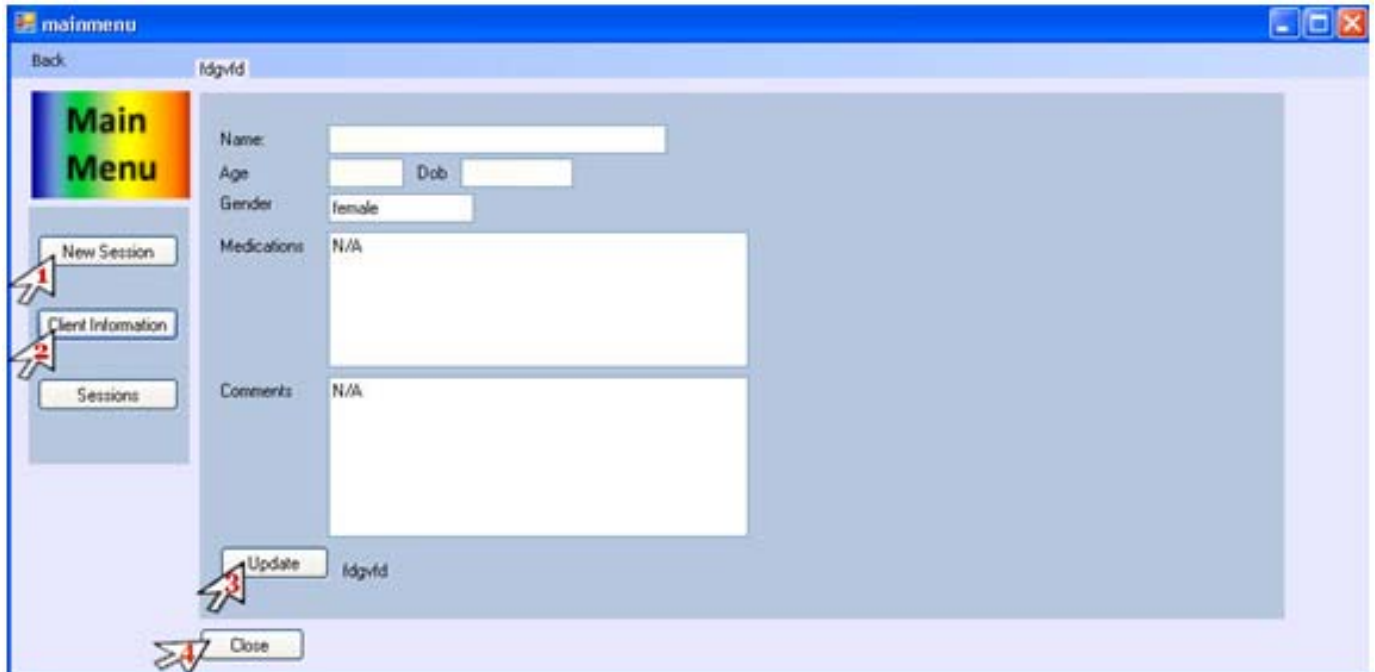 mainmenu
Back
fdgvfd
Main
Menu
Name:
Age Dob
Gender female
New Session
1
Medications N/A
Client Information
2
Sessions
Comments N/A
Update fdgvfd
3
Close
4